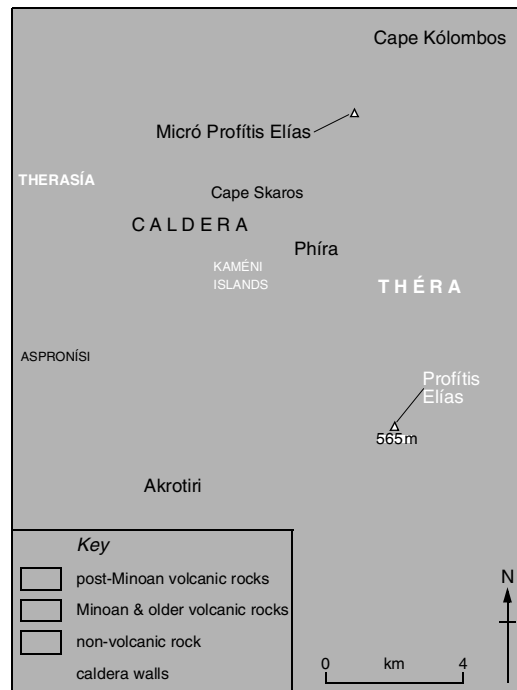 Cape Kólombos
Micró Profítis Elías
THERASÍA
Cape Skaros
CALDERA
Phíra
KAMÉNI
ISLANDS
THÉRA
ASPRONÍSI
Profítis
Elías
565m
Akrotiri
Key
post-Minoan volcanic rocks
Minoan & older volcanic rocks
non-volcanic rock
caldera walls
N
0 km 4